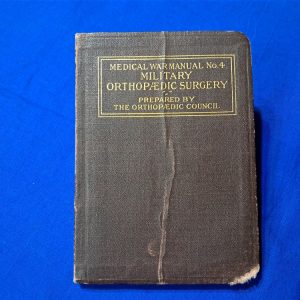 MEDICAL WAR MANUAL No. 4
MILITARY
ORTHOPÆDIC SURGERY
PREPARED BY
THE ORTHOPÆDIC COUNCIL